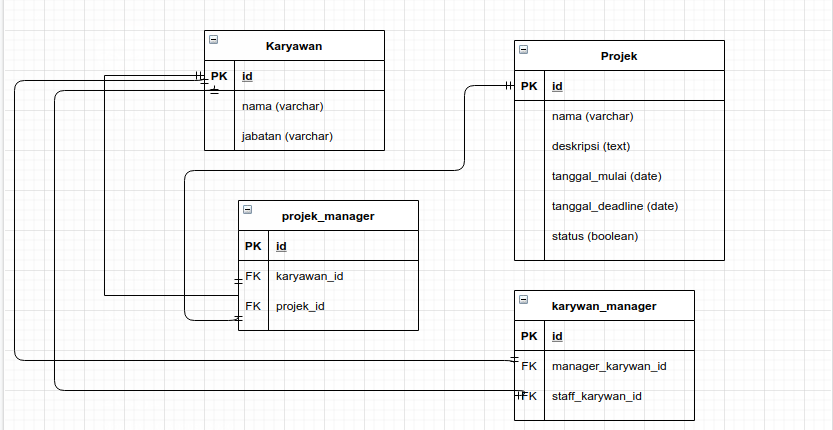 Karyawan
PK id
nama (varchar)
jabatan (varchar)
Projek
PK id
nama (varchar)
deskripsi (text)
tanggal_mulai (date)
tanggal_deadline (date)
status (boolean)
projek_manager
PK id
FK karyawan_id
FK projek_id
karywan_manager
PK id
FK manager_karywan_id
FK staff_karywan_id